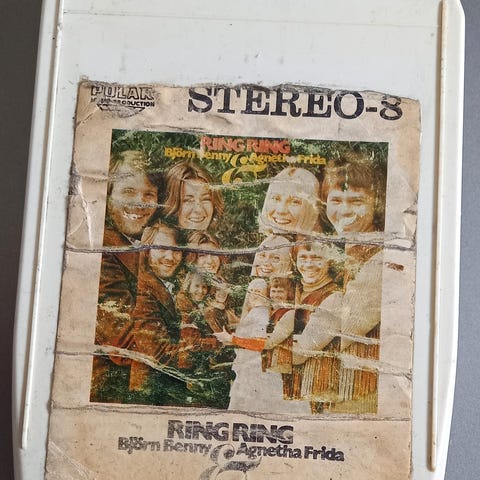 POLAR
STEREO-8
RING RING
Björn Benny & Agnetha Frida
RING RING
Björn Benny & Agnetha Frida